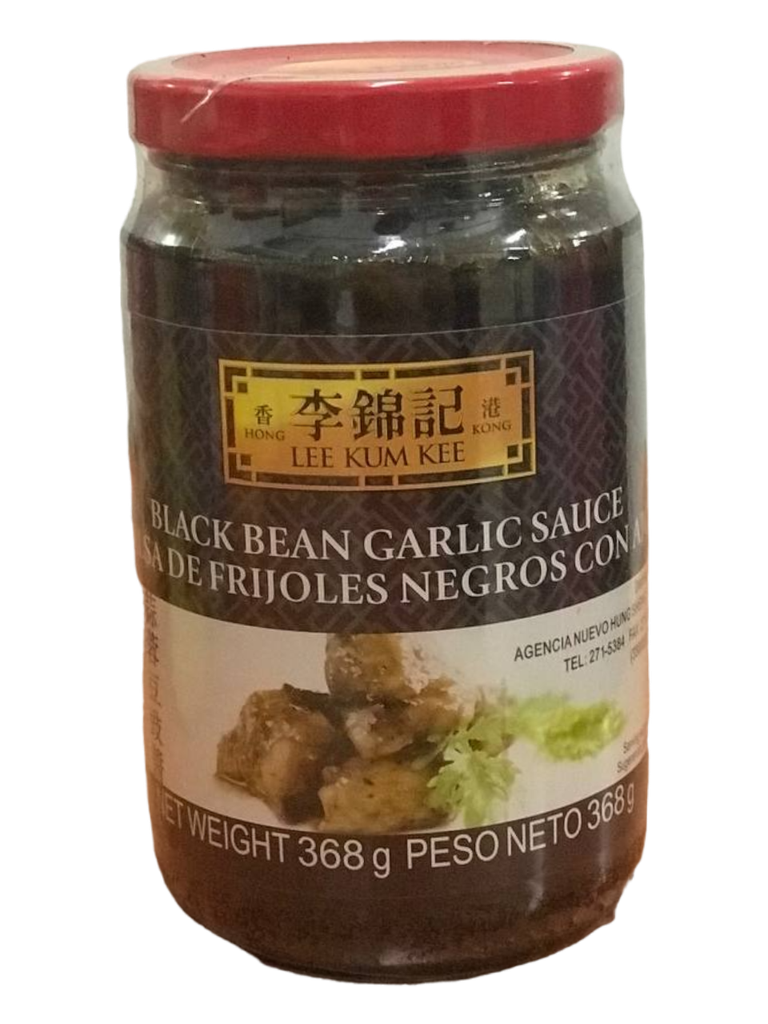 香 李錦記 港
HONG KONG
LEE KUM KEE
BLACK BEAN GARLIC SAUCE
SA DE FRIJOLES NEGROS CON A
AGENCIA NUEVO HUNG
TEL: 271-5384
NET WEIGHT 368 g PESO NETO 368 g